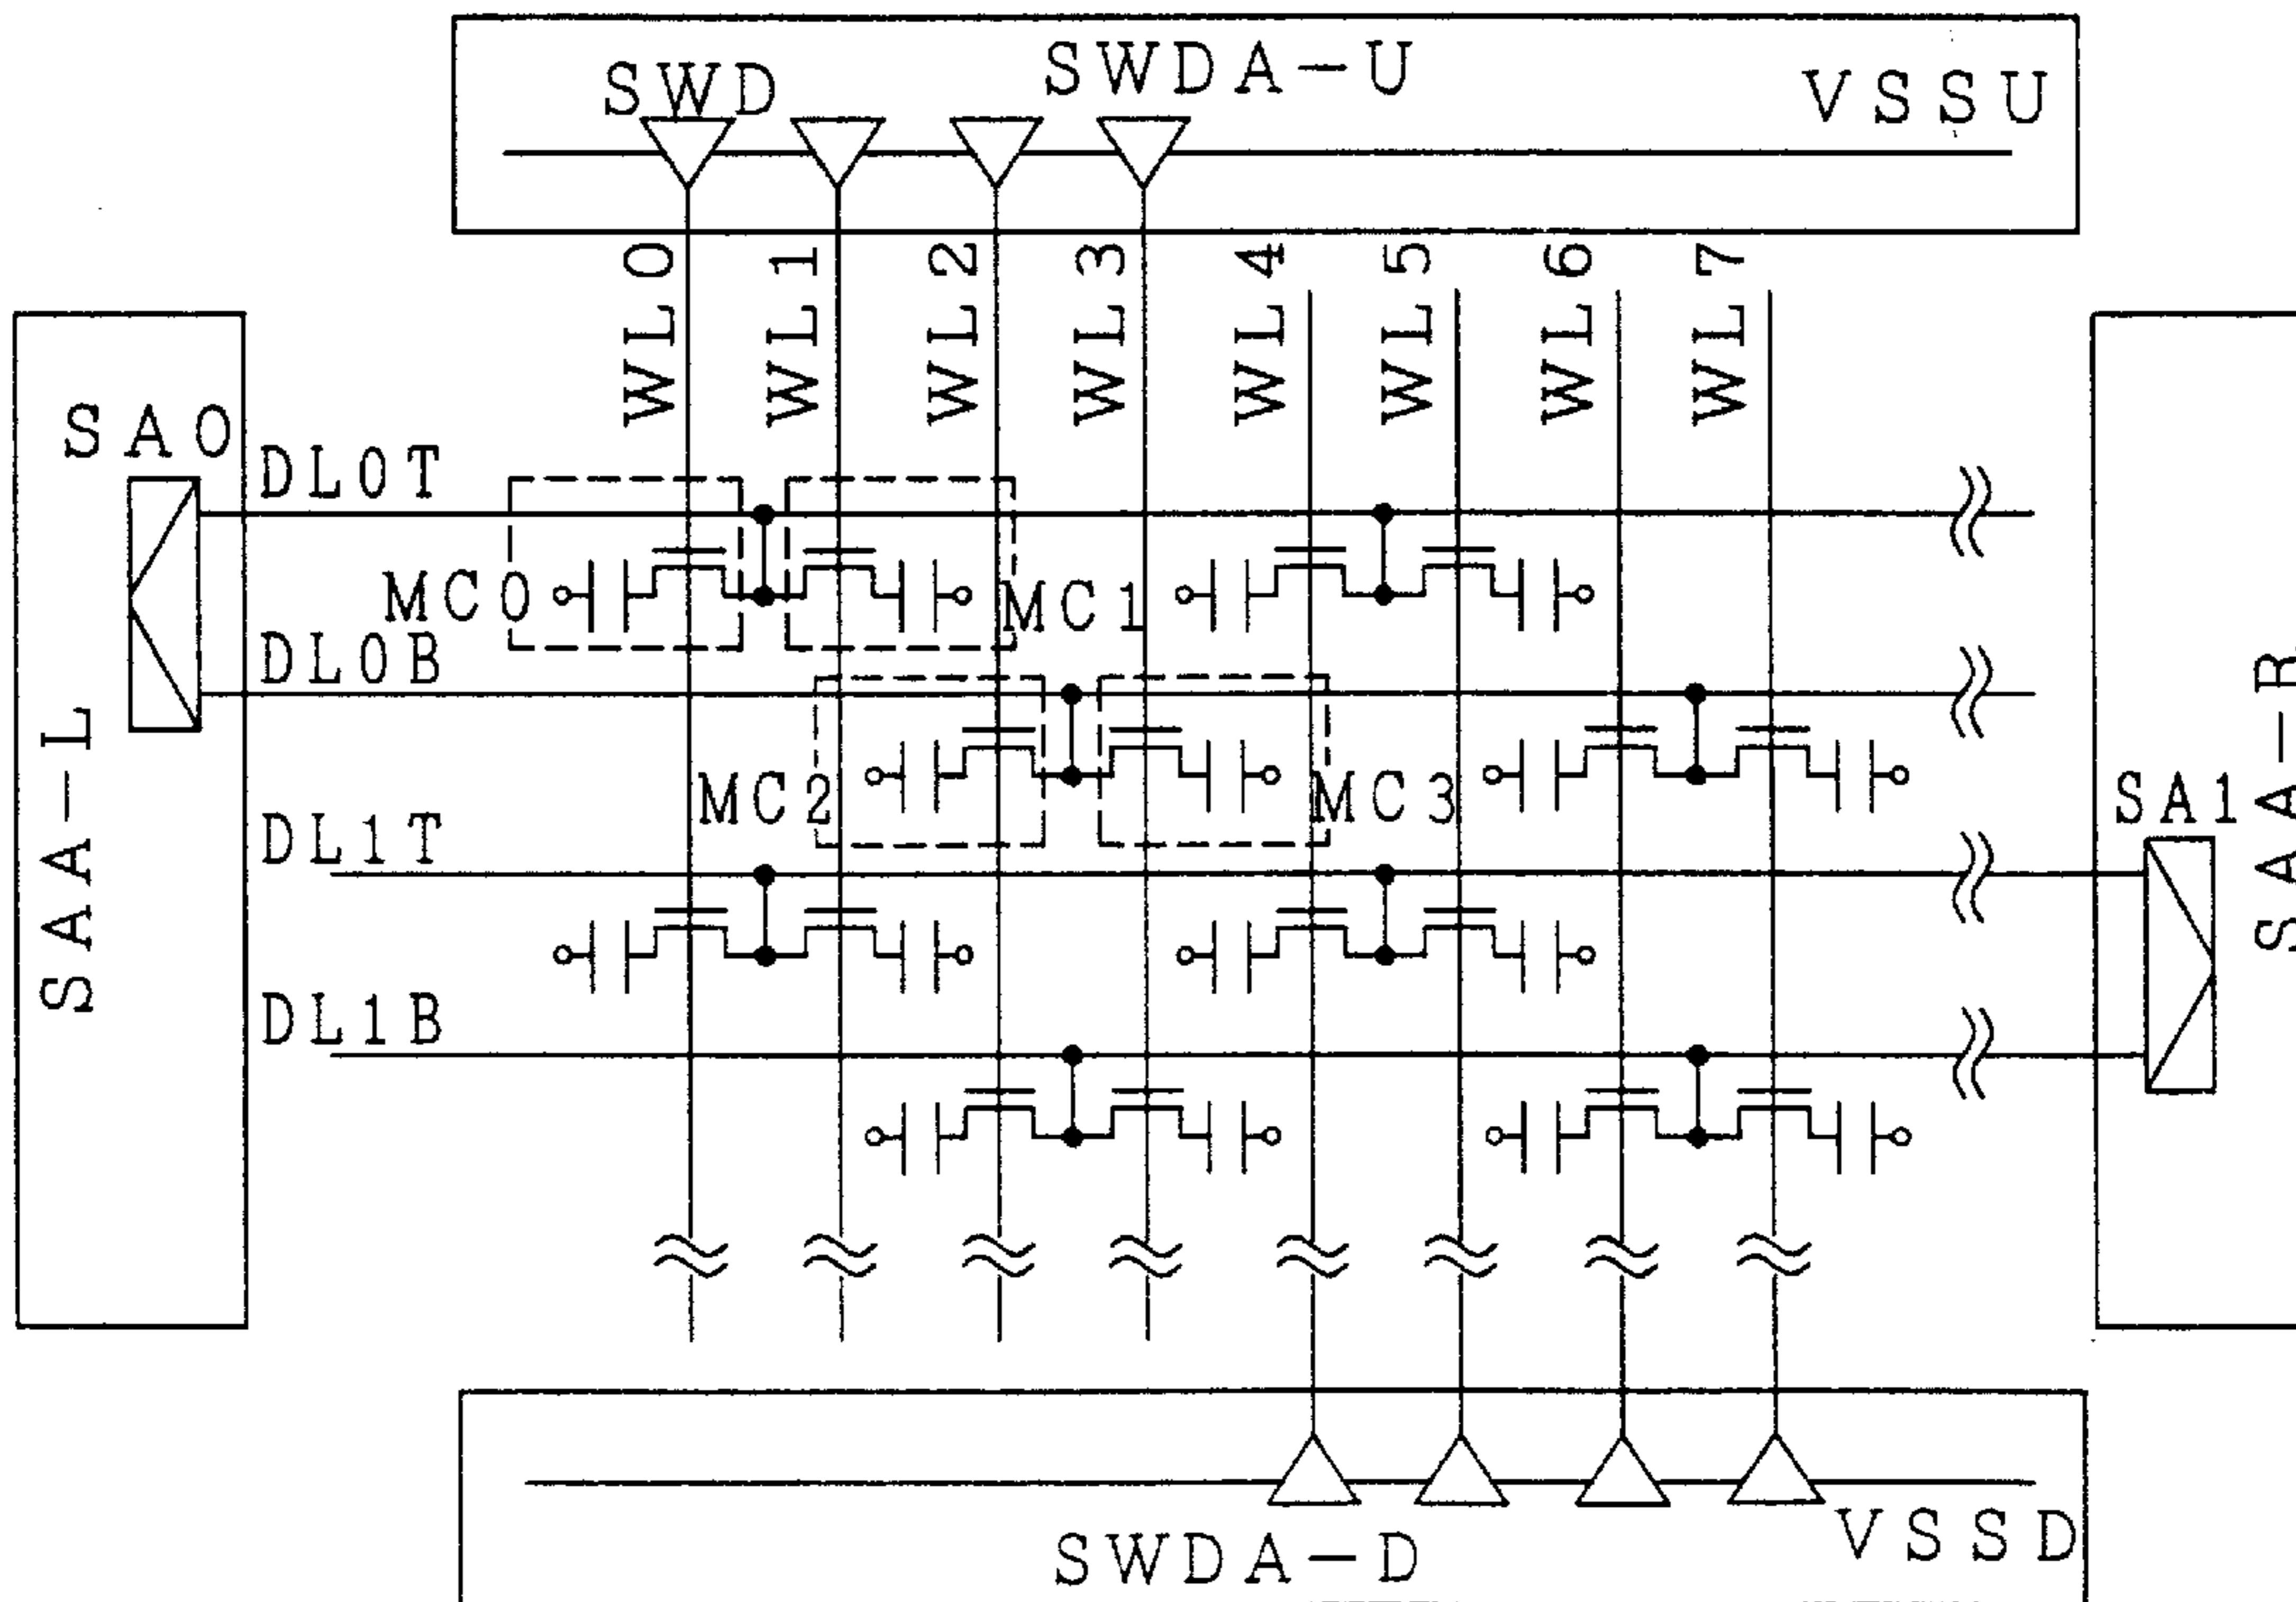 SWD
SWDA-U
VSSU
WL0
WL1
WL2
WL3
WL4
WL5
WL6
WL7
SA0
DL0T
MC0
MC1
DL0B
SAA-L
MC2
MC3
SA1
SAA-R
DL1T
DL1B
SWDA-D
VSSD